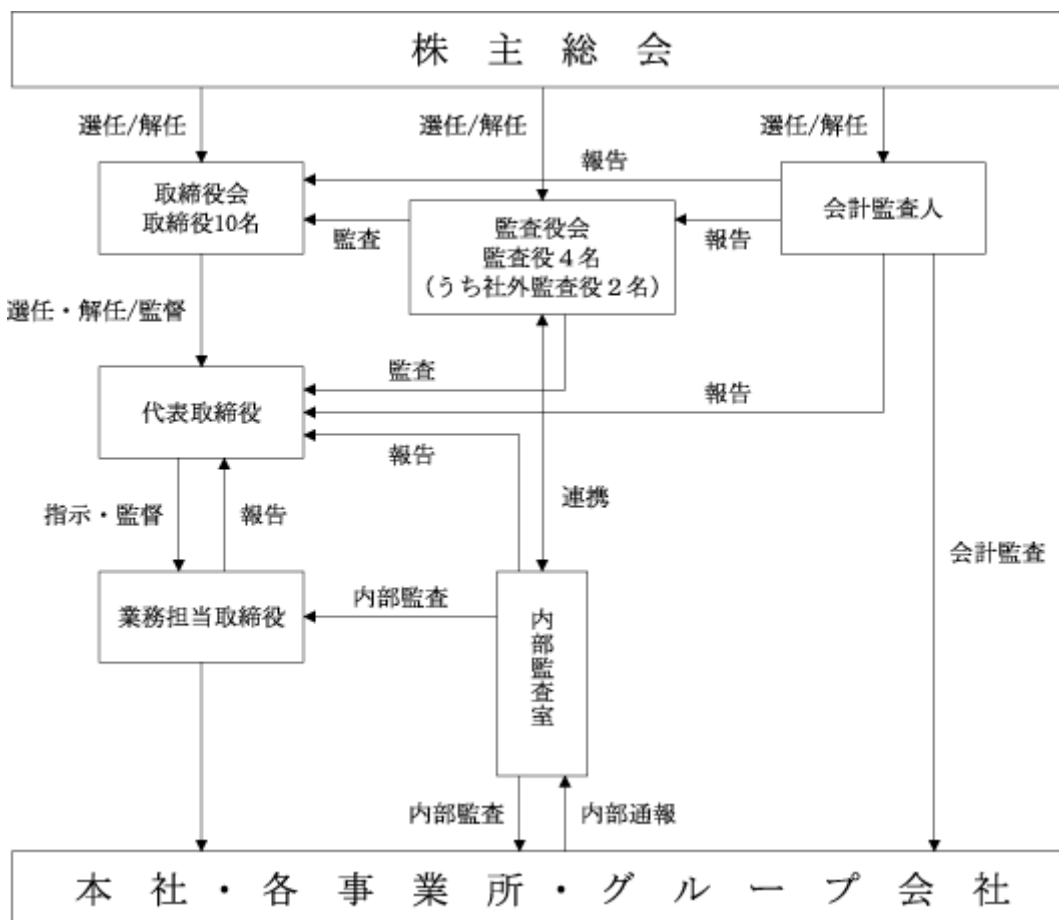 株主総会
選任/解任
選任/解任
選任/解任
報告
取締役会
取締役10名
会計監査人
監査
監査役会
監査役4名
(うち社外監査役2名)
報告
選任・解任/監督
監査
代表取締役
報告
報告
指示・監督
報告
連携
会計監査
業務担当取締役
内部監査
内部監査室
内部監査
内部通報
本社・各事業所・グループ会社